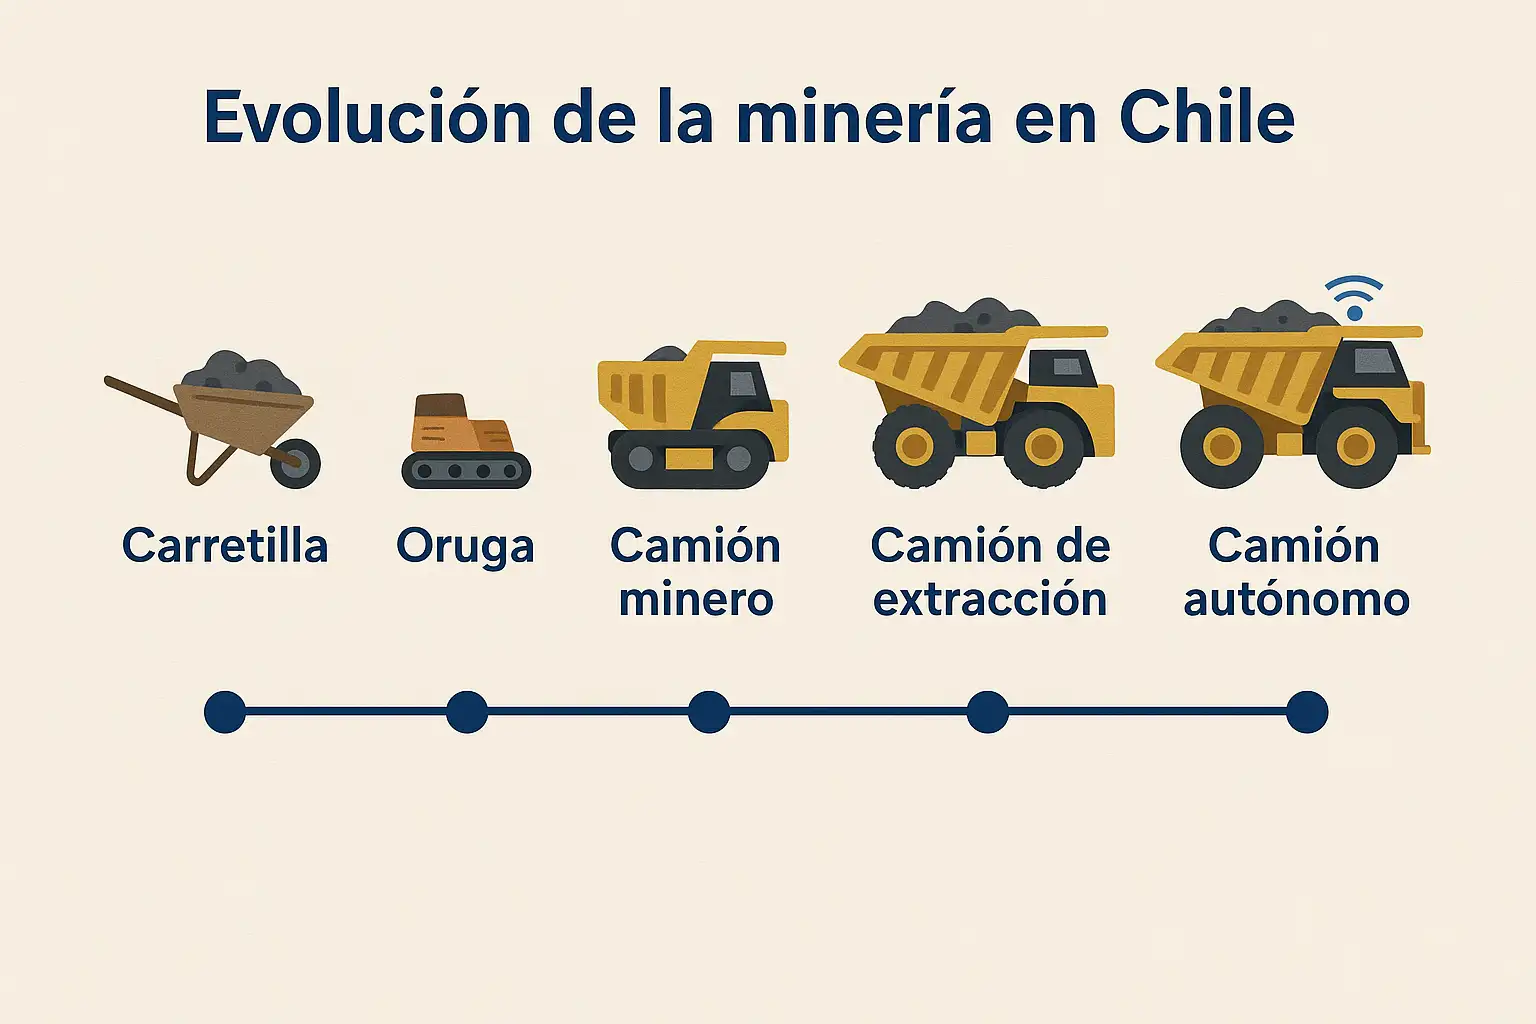 Evolución de la minería en Chile
Carretilla
Oruga
Camión
minero
Camión de
extracción
Camión
autónomo